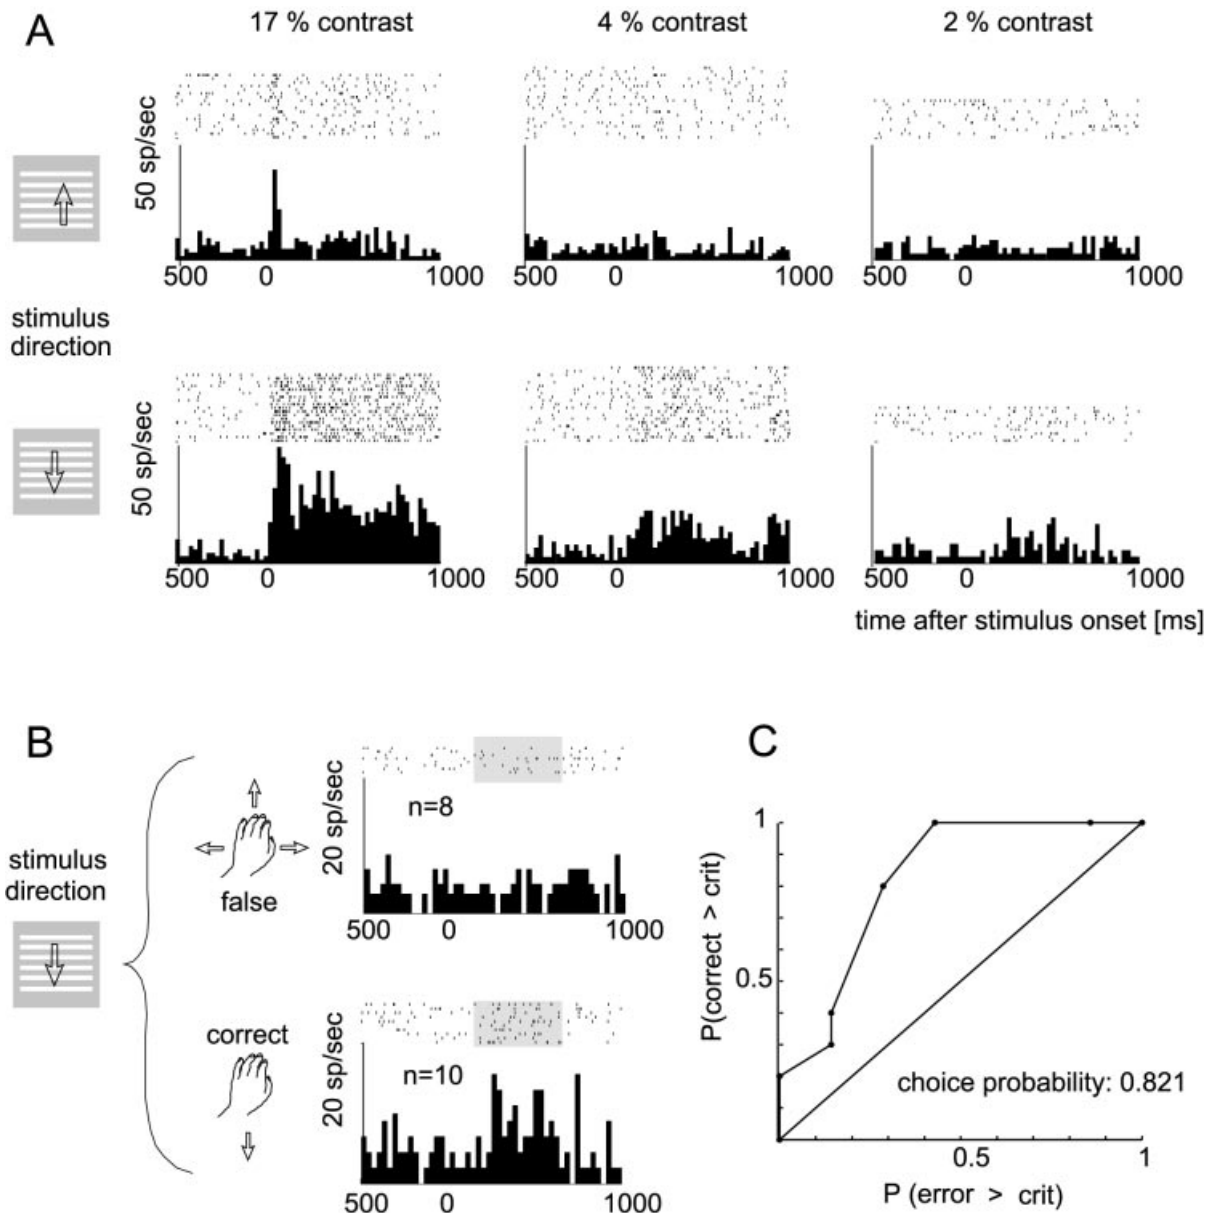 A
17 % contrast
4 % contrast
2 % contrast
50 sp/sec
500 0 1000
500 0 1000
500 0 1000
stimulus
direction
50 sp/sec
500 0 1000
500 0 1000
500 0 1000
time after stimulus onset [ms]
B
stimulus
direction
false
20 sp/sec
n=8
500 0 1000
correct
20 sp/sec
n=10
500 0 1000
C
P(correct > crit)
1
0.5
choice probability: 0.821
0.5 1
P (error > crit)